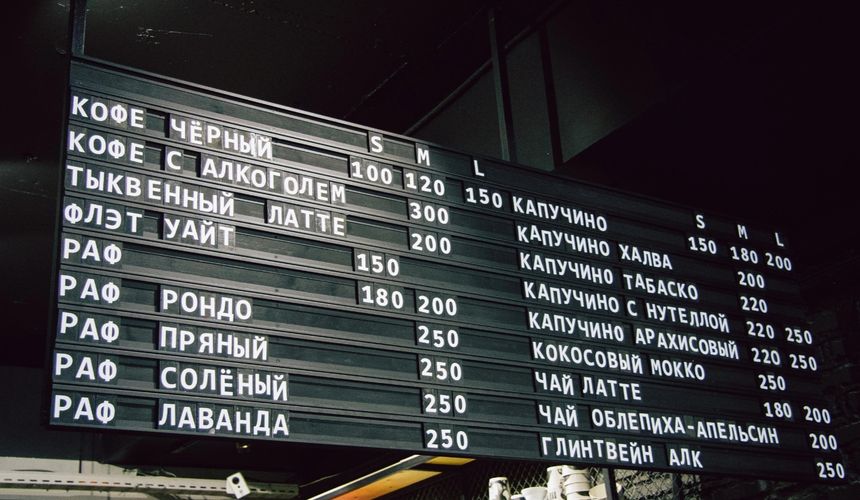 S M L
КОФЕ ЧЁРНЫЙ 100 120 150
КОФЕ С АЛКОГОЛЕМ 300
ТЫКВЕННЫЙ ЛАТТЕ 200
ФЛЭТ УАЙТ 150
РАФ 180 200
РАФ РОНДО 250
РАФ ПРЯНЫЙ 250
РАФ СОЛЁНЫЙ 250
РАФ ЛАВАНДА 250
S M L
КАПУЧИНО 150 180 200
КАПУЧИНО ХАЛВА 200
КАПУЧИНО ТАБАСКО 220
КАПУЧИНО С НУТЕЛЛОЙ 220 250
КАПУЧИНО АРАХИСОВЫЙ 220 250
КОКОСОВЫЙ МОККО 250
ЧАЙ ЛАТТЕ 180 200
ЧАЙ ОБЛЕПИХА-АПЕЛЬСИН 200
ГЛИНТВЕЙН АЛК 250